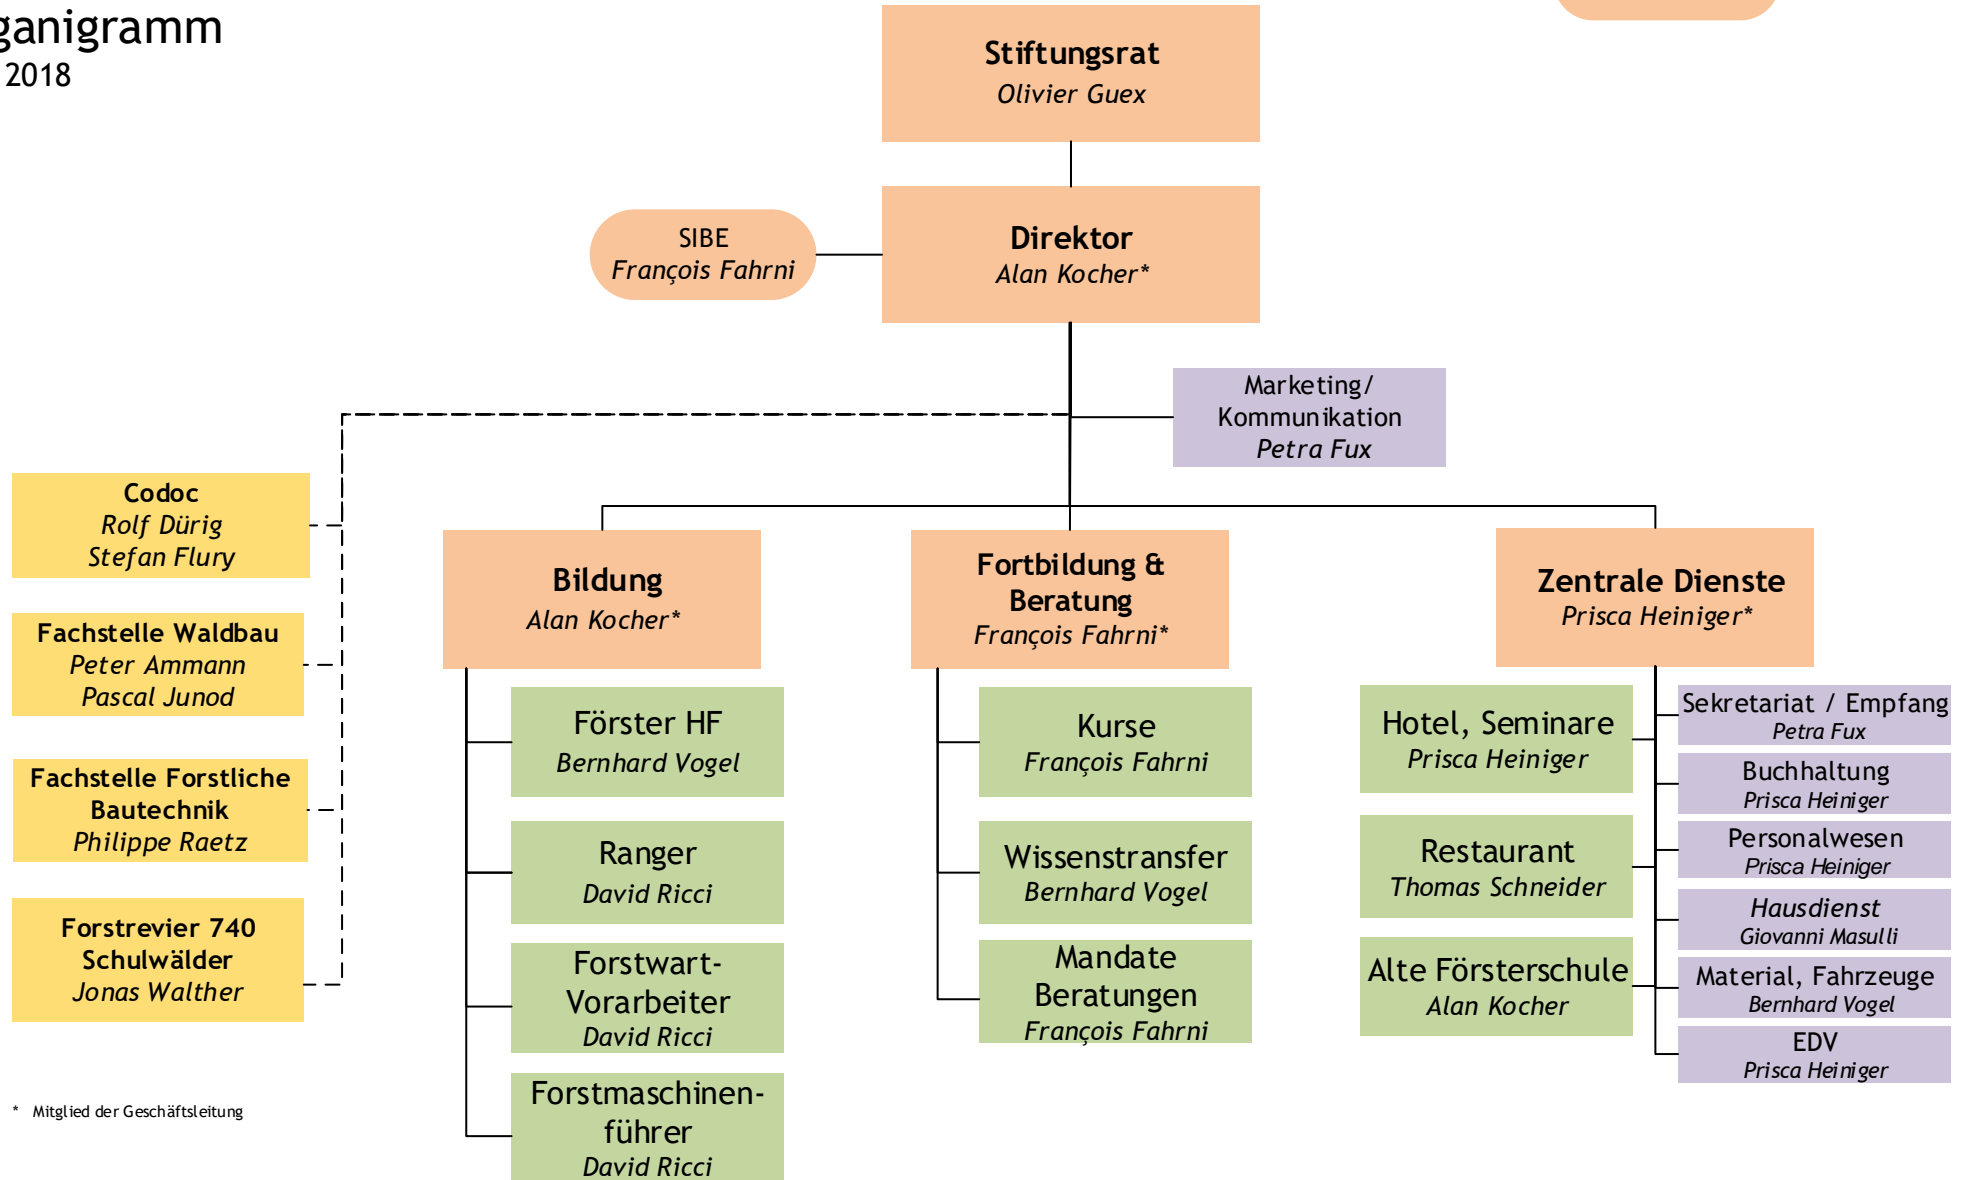 ganigramm
2018
Stiftungsrat
Olivier Guex
SIBE
François Fahrni
Direktor
Alan Kocher*
Marketing/
Kommunikation
Petra Fux
Codoc
Rolf Dürig
Stefan Flury
Fachstelle Waldbau
Peter Ammann
Pascal Junod
Fachstelle Forstliche
Bautechnik
Philippe Raetz
Forstrevier 740
Schulwälder
Jonas Walther
Bildung
Alan Kocher*
Förster HF
Bernhard Vogel
Ranger
David Ricci
Forstwart-
Vorarbeiter
David Ricci
Forstmaschinen-
führer
David Ricci
Fortbildung &
Beratung
François Fahrni*
Kurse
François Fahrni
Wissenstransfer
Bernhard Vogel
Mandate
Beratungen
François Fahrni
Zentrale Dienste
Prisca Heiniger*
Hotel, Seminare
Prisca Heiniger
Restaurant
Thomas Schneider
Alte Försterschule
Alan Kocher
Sekretariat / Empfang
Petra Fux
Buchhaltung
Prisca Heiniger
Personalwesen
Prisca Heiniger
Hausdienst
Giovanni Masulli
Material, Fahrzeuge
Bernhard Vogel
EDV
Prisca Heiniger
* Mitglied der Geschäftsleitung